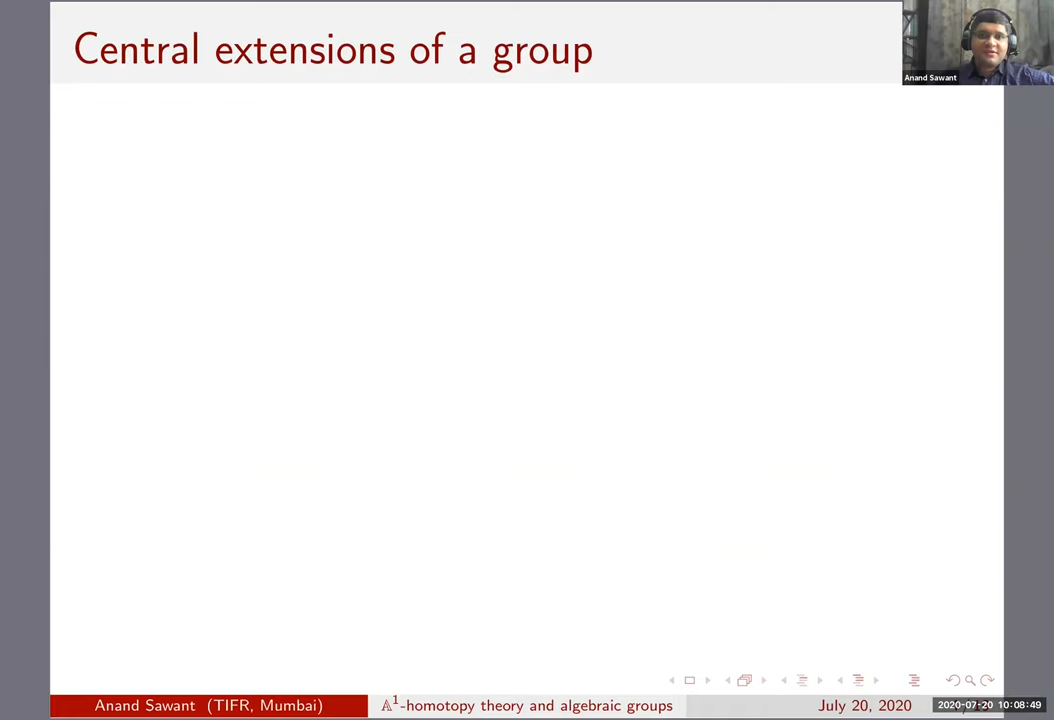 Central extensions of a group
Anand Sawant
Anand Sawant (TIFR, Mumbai)
𝔸¹-homotopy theory and algebraic groups
July 20, 2020
2020-07-20 10:08:49